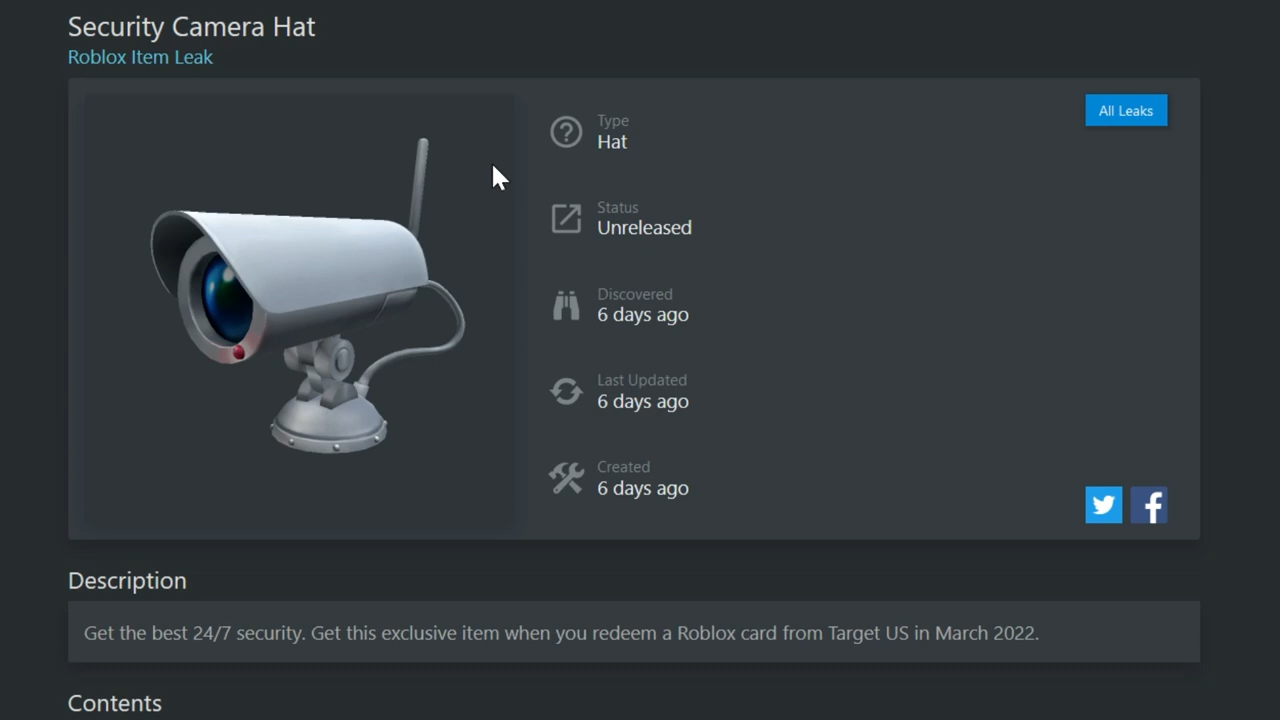 Security Camera Hat
Roblox Item Leak
All Leaks
Type
Hat
Status
Unreleased
Discovered
6 days ago
Last Updated
6 days ago
Created
6 days ago
Description
Get the best 24/7 security. Get this exclusive item when you redeem a Roblox card from Target US in March 2022.
Contents